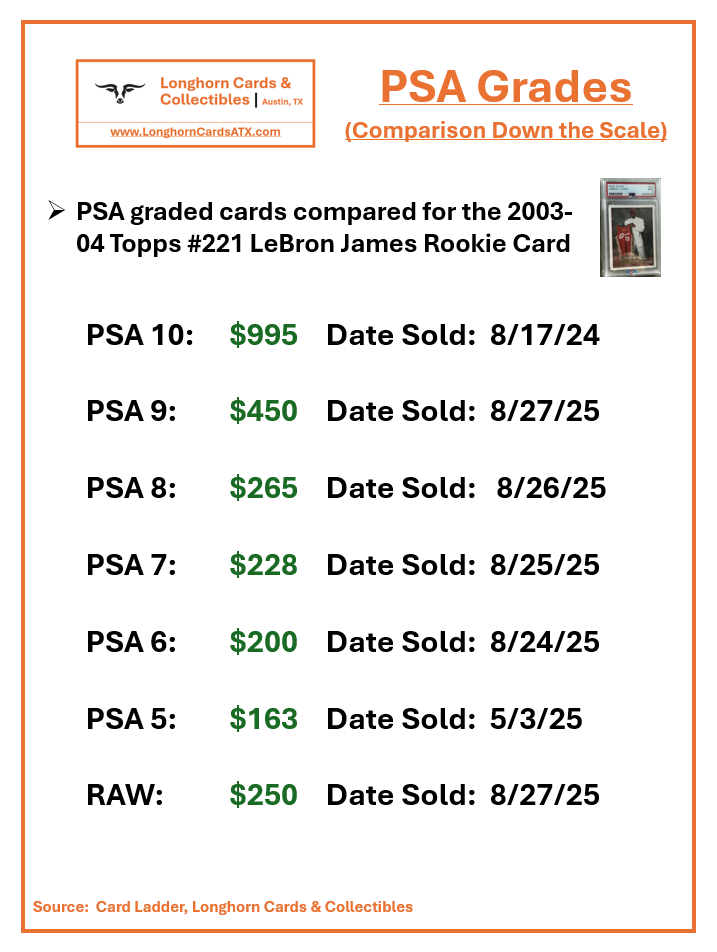 Longhorn Cards &
Collectibles | Austin, TX
www.LonghornCardsATX.com
PSA Grades
(Comparison Down the Scale)
PSA graded cards compared for the 2003-
04 Topps #221 LeBron James Rookie Card
PSA 10: $995 Date Sold: 8/17/24
PSA 9: $450 Date Sold: 8/27/25
PSA 8: $265 Date Sold: 8/26/25
PSA 7: $228 Date Sold: 8/25/25
PSA 6: $200 Date Sold: 8/24/25
PSA 5: $163 Date Sold: 5/3/25
RAW: $250 Date Sold: 8/27/25
Source: Card Ladder, Longhorn Cards & Collectibles